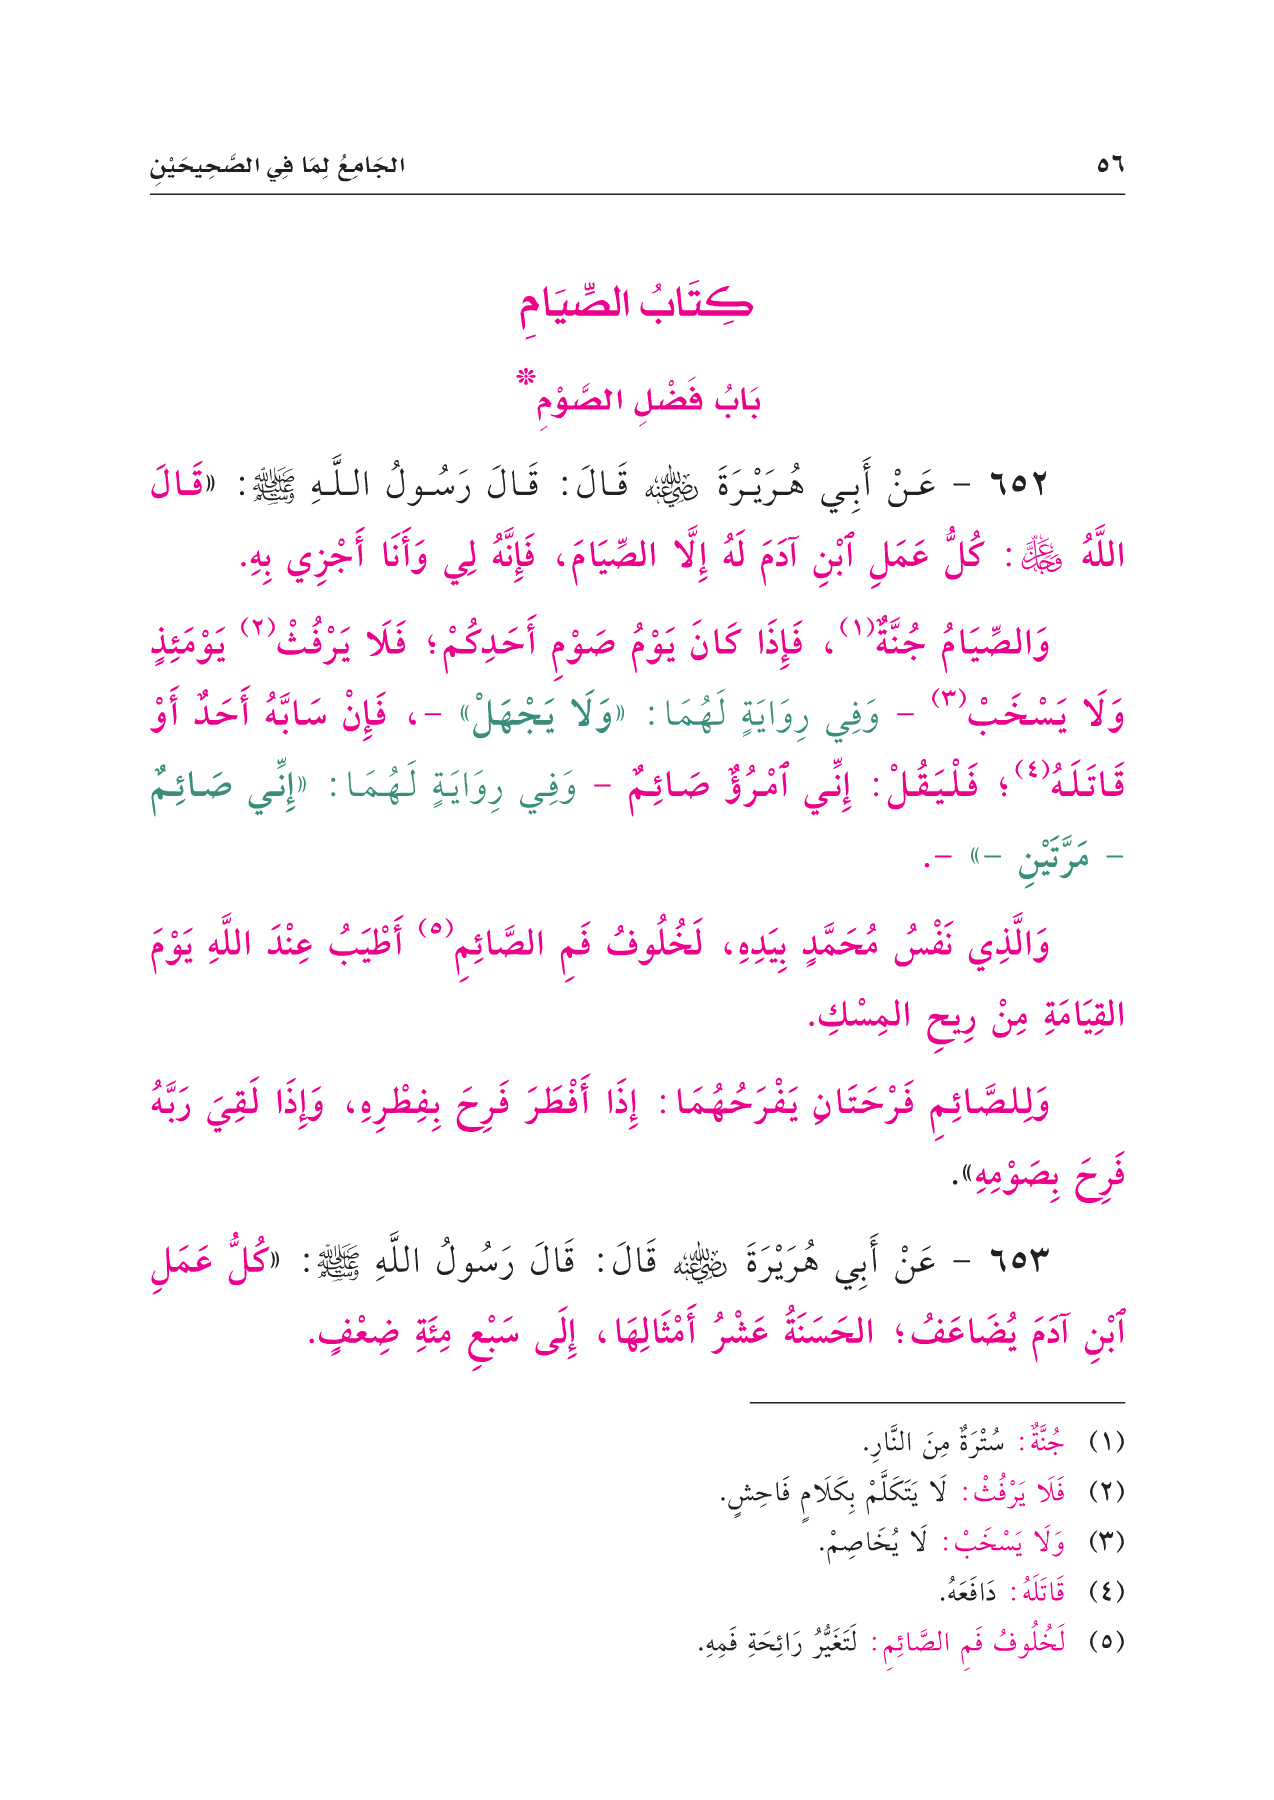 ٥٦ الجَامِعُ لِمَا فِي الصَّحِيحَيْنِ
كِتَابُ الصِّيَامِ
بَابُ فَضْلِ الصَّوْمِ*
٦٥٢ - عَنْ أَبِي هُرَيْرَةَ ﵁ قَالَ: قَالَ رَسُولُ اللَّهِ ﷺ: «قَالَ
اللَّهُ ﷿: كُلُّ عَمَلِ ٱبْنِ آدَمَ لَهُ إِلَّا الصِّيَامَ، فَإِنَّهُ لِي وَأَنَا أَجْزِي بِهِ.
وَالصِّيَامُ جُنَّةٌ(١)، فَإِذَا كَانَ يَوْمُ صَوْمِ أَحَدِكُمْ؛ فَلَا يَرْفُثْ(٢) يَوْمَئِذٍ
وَلَا يَسْخَبْ(٣) - وَفِي رِوَايَةٍ لَهُمَا: «وَلَا يَجْهَلْ» -، فَإِنْ سَابَّهُ أَحَدٌ أَوْ
قَاتَلَهُ(٤)؛ فَلْيَقُلْ: إِنِّي ٱمْرُؤٌ صَائِمٌ - وَفِي رِوَايَةٍ لَهُمَا: «إِنِّي صَائِمٌ
- مَرَّتَيْنِ -» -.
وَالَّذِي نَفْسُ مُحَمَّدٍ بِيَدِهِ، لَخُلُوفُ فَمِ الصَّائِمِ(٥) أَطْيَبُ عِنْدَ اللَّهِ يَوْمَ
القِيَامَةِ مِنْ رِيحِ المِسْكِ.
وَلِلصَّائِمِ فَرْحَتَانِ يَفْرَحُهُمَا: إِذَا أَفْطَرَ فَرِحَ بِفِطْرِهِ، وَإِذَا لَقِيَ رَبَّهُ
فَرِحَ بِصَوْمِهِ».
٦٥٣ - عَنْ أَبِي هُرَيْرَةَ ﵁ قَالَ: قَالَ رَسُولُ اللَّهِ ﷺ: «كُلُّ عَمَلِ
ٱبْنِ آدَمَ يُضَاعَفُ؛ الحَسَنَةُ عَشْرُ أَمْثَالِهَا، إِلَى سَبْعِ مِئَةِ ضِعْفٍ.
(١) جُنَّةٌ: سُتْرَةٌ مِنَ النَّارِ.
(٢) فَلَا يَرْفُثْ: لَا يَتَكَلَّمْ بِكَلَامٍ فَاحِشٍ.
(٣) وَلَا يَسْخَبْ: لَا يُخَاصِمْ.
(٤) قَاتَلَهُ: دَافَعَهُ.
(٥) لَخُلُوفُ فَمِ الصَّائِمِ: لَتَغَيُّرُ رَائِحَةِ فَمِهِ.